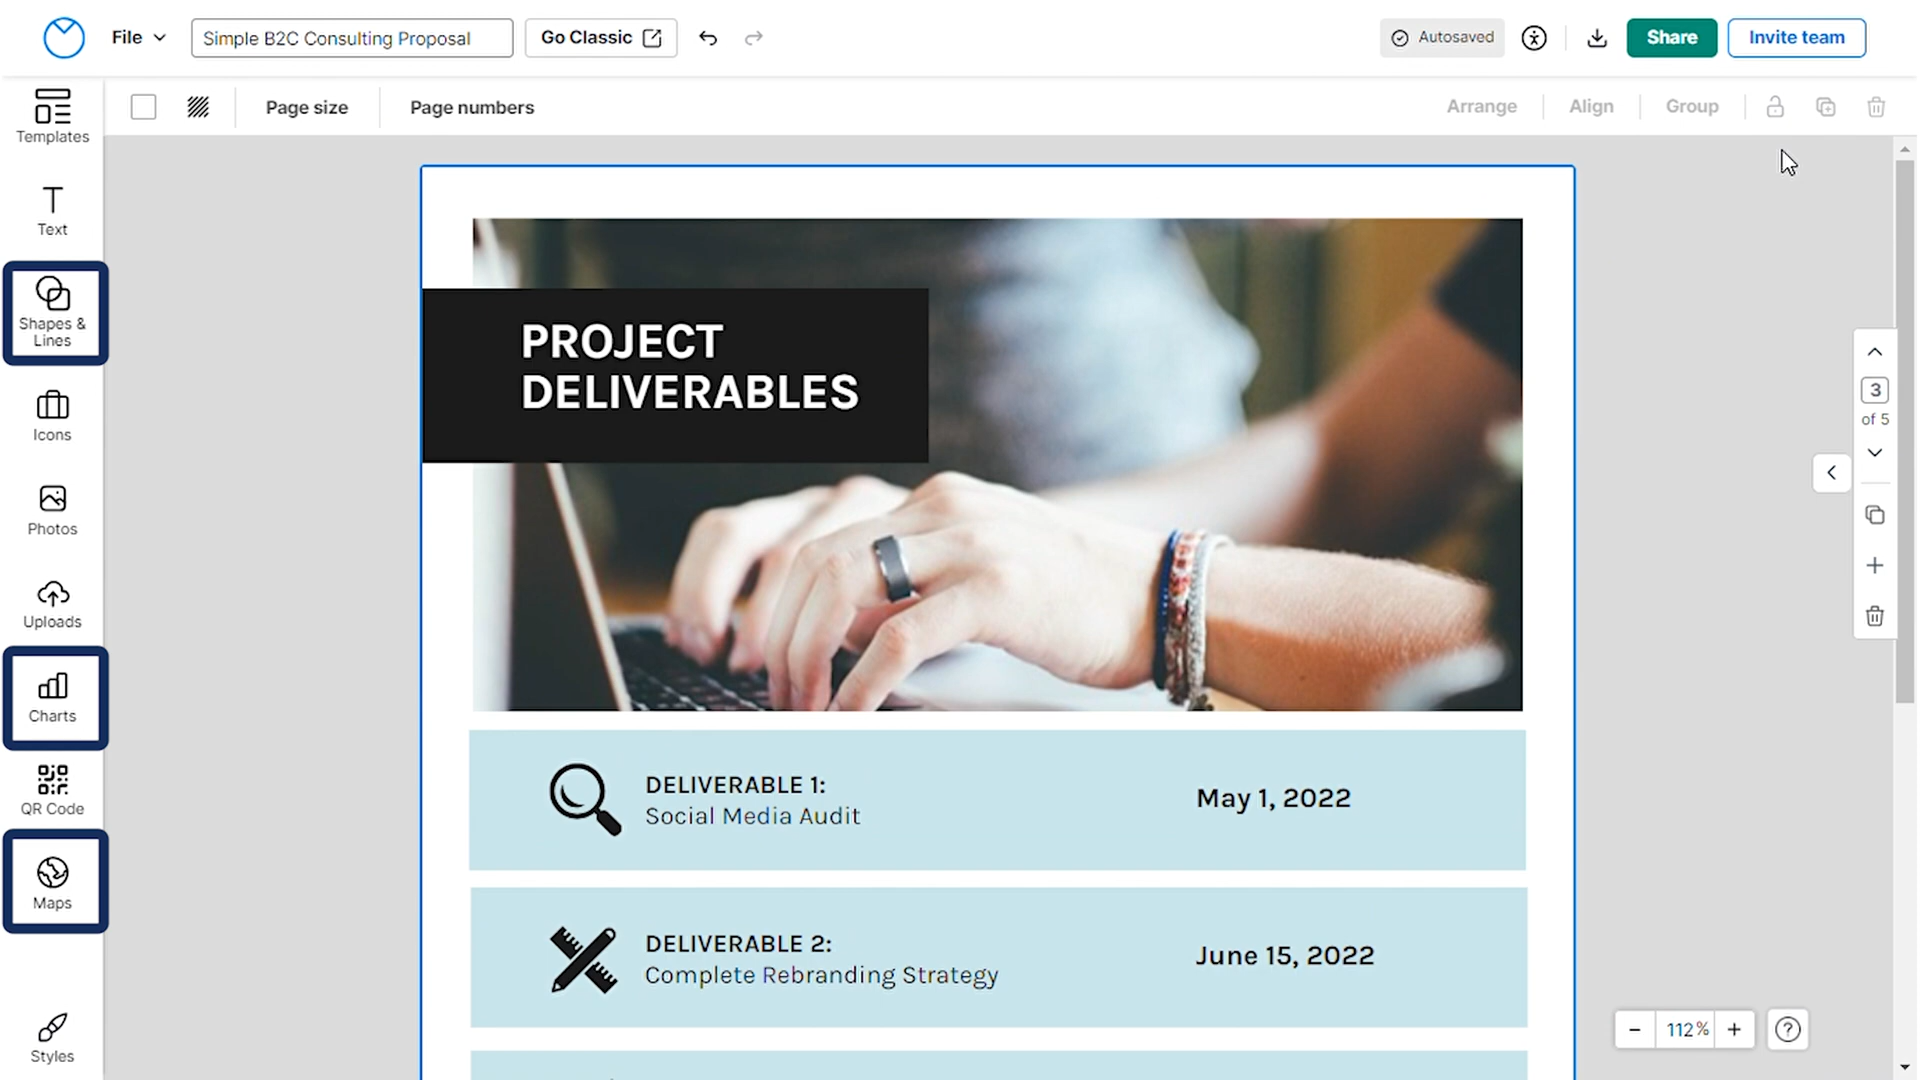 File
Simple B2C Consulting Proposal
Go Classic
Autosaved
Share
Invite team
Page size
Page numbers
Arrange
Align
Group
Templates
Text
Shapes &
Lines
Icons
Photos
Uploads
Charts
QR Code
Maps
Styles
PROJECT
DELIVERABLES
DELIVERABLE 1:
Social Media Audit
May 1, 2022
DELIVERABLE 2:
Complete Rebranding Strategy
June 15, 2022
3
of 5
112%